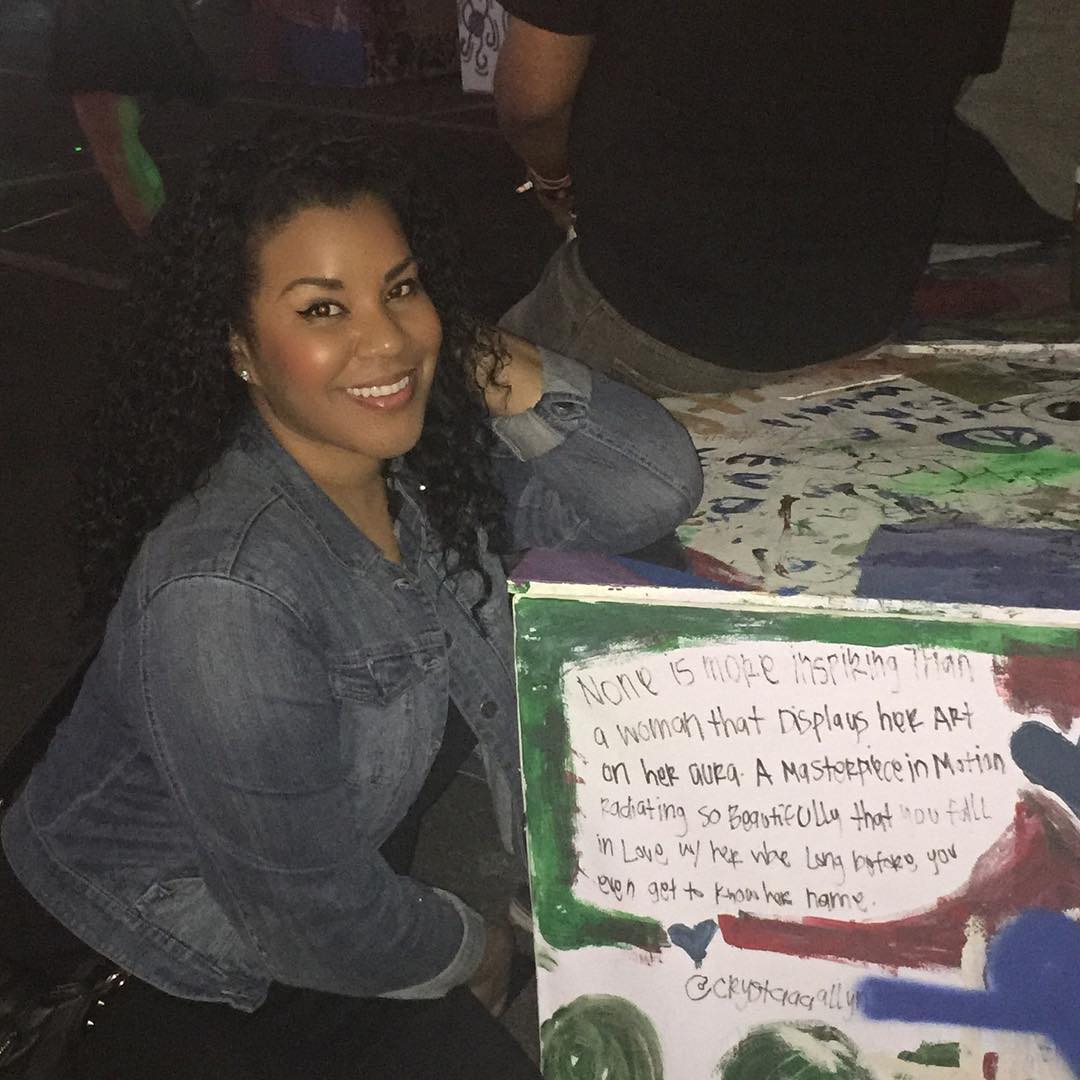 None is more inspiring Than
a woman that Displays her ART
on her aura. A Masterpiece in Motion
Radiating so BeautifULLy that you fall
in Love w/ her vibe Long before you
even get to know her name.
@crystaaallyn